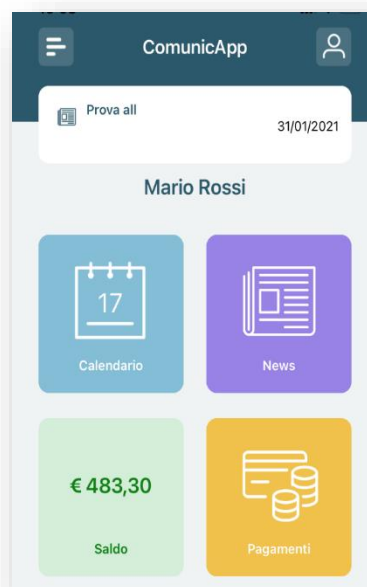 ComunicApp
Prova all
31/01/2021
Mario Rossi
17
Calendario
News
€ 483,30
Saldo
Pagamenti